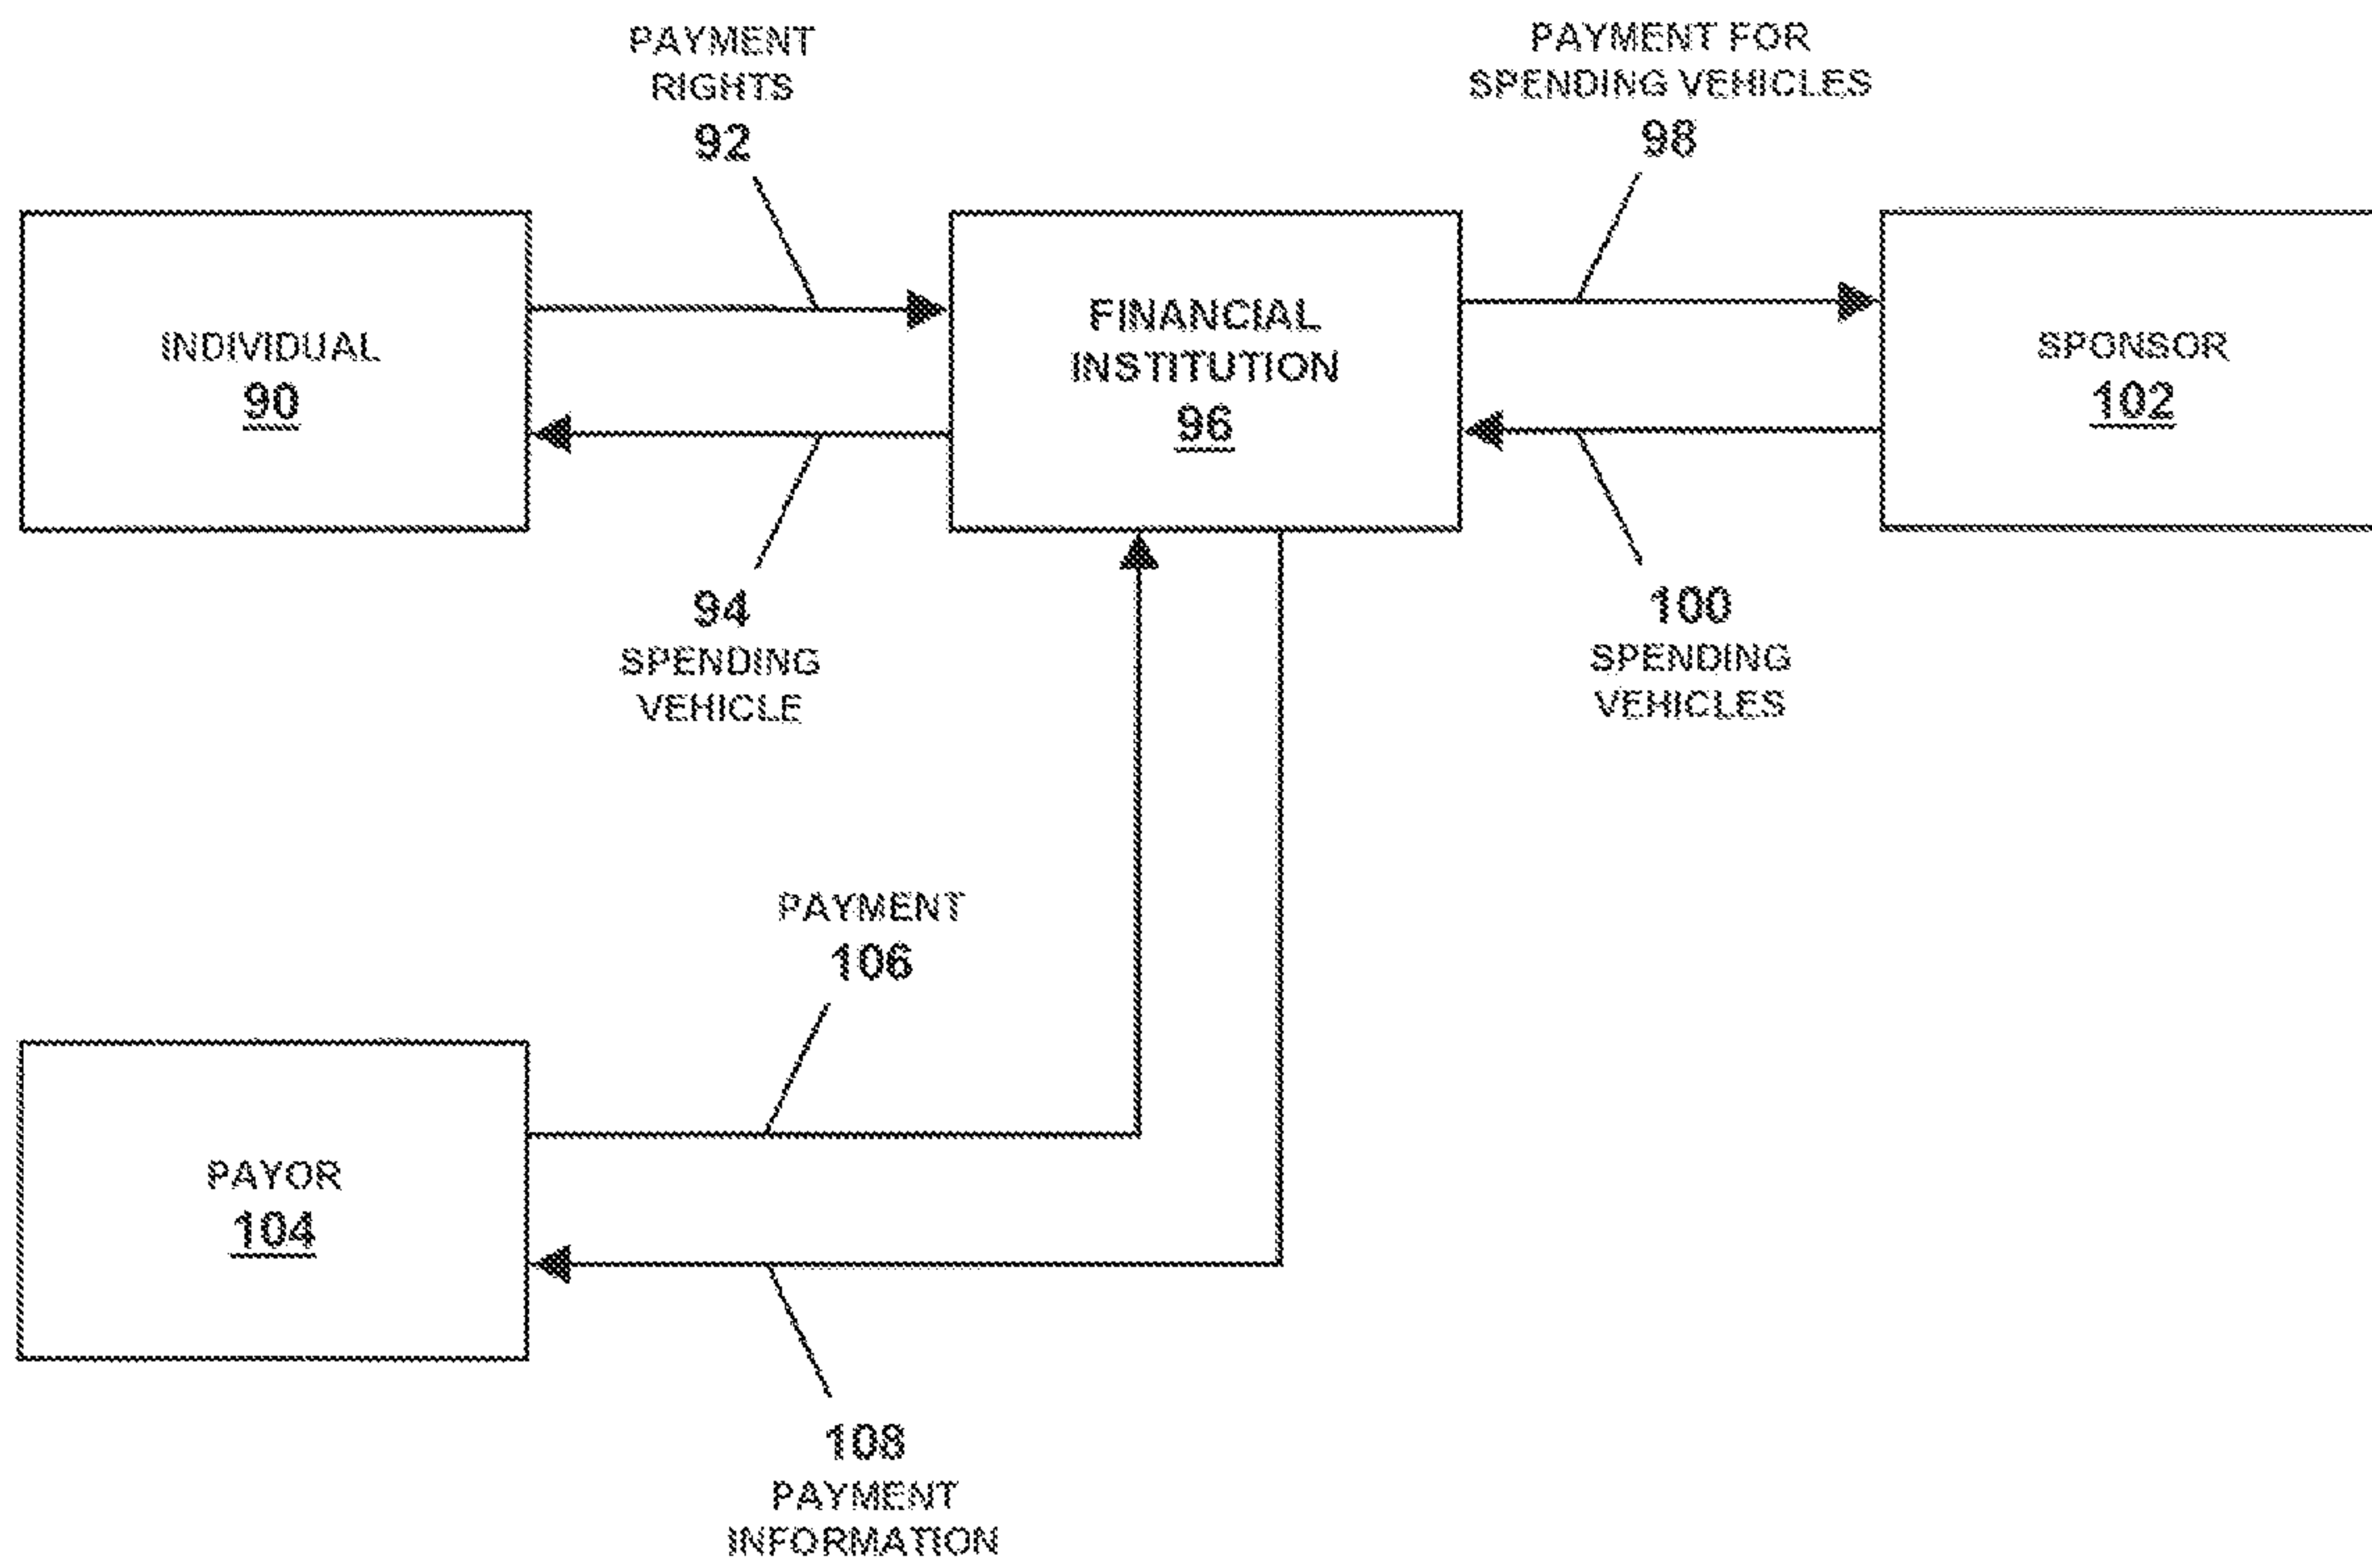 PAYMENT
RIGHTS
92
PAYMENT FOR
SPENDING VEHICLES
98
INDIVIDUAL
90
FINANCIAL
INSTITUTION
96
SPONSOR
102
94
SPENDING
VEHICLE
100
SPENDING
VEHICLES
PAYMENT
106
PAYOR
104
108
PAYMENT
INFORMATION